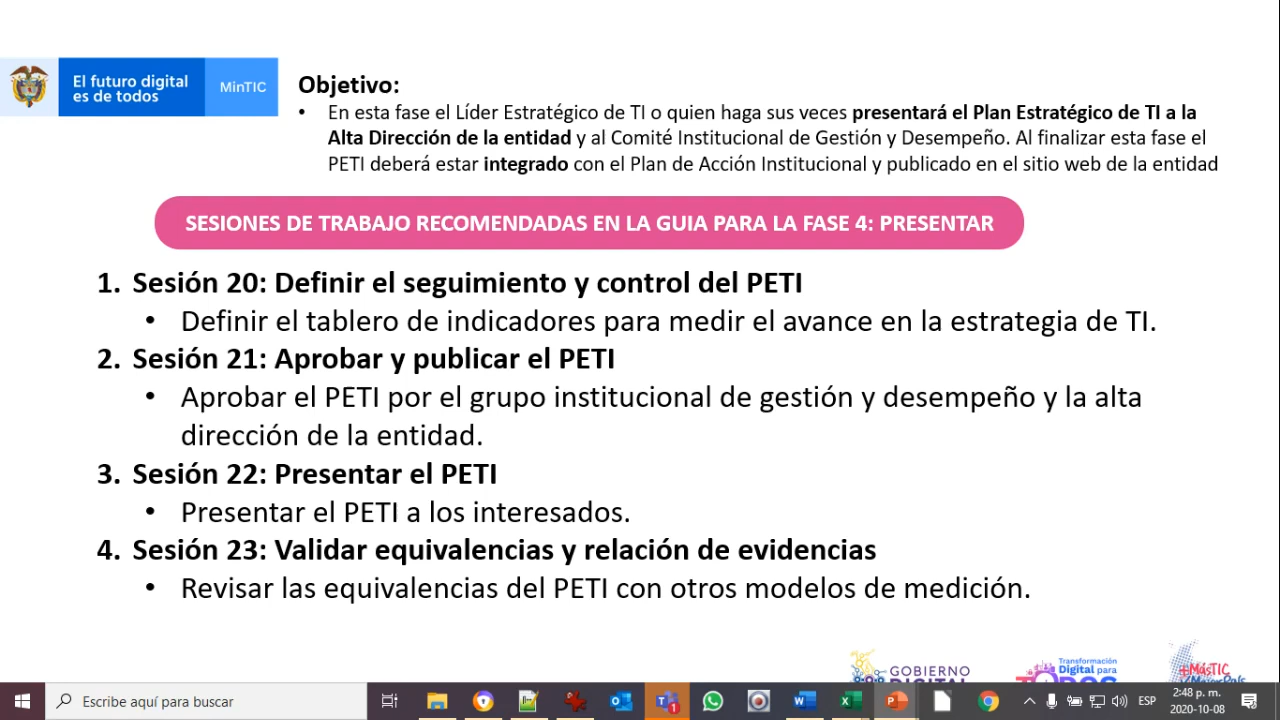 El futuro digital
es de todos
MinTIC
Objetivo:
• En esta fase el Líder Estratégico de TI o quien haga sus veces presentará el Plan Estratégico de TI a la
Alta Dirección de la entidad y al Comité Institucional de Gestión y Desempeño. Al finalizar esta fase el
PETI deberá estar integrado con el Plan de Acción Institucional y publicado en el sitio web de la entidad
SESIONES DE TRABAJO RECOMENDADAS EN LA GUIA PARA LA FASE 4: PRESENTAR
1. Sesión 20: Definir el seguimiento y control del PETI
• Definir el tablero de indicadores para medir el avance en la estrategia de TI.
2. Sesión 21: Aprobar y publicar el PETI
• Aprobar el PETI por el grupo institucional de gestión y desempeño y la alta
dirección de la entidad.
3. Sesión 22: Presentar el PETI
• Presentar el PETI a los interesados.
4. Sesión 23: Validar equivalencias y relación de evidencias
• Revisar las equivalencias del PETI con otros modelos de medición.
GOBIERNO
DIGITAL
Transformación
Digital para
TODOS
+MásTIC
Escribe aquí para buscar
ESP
2:48 p. m.
2020-10-08